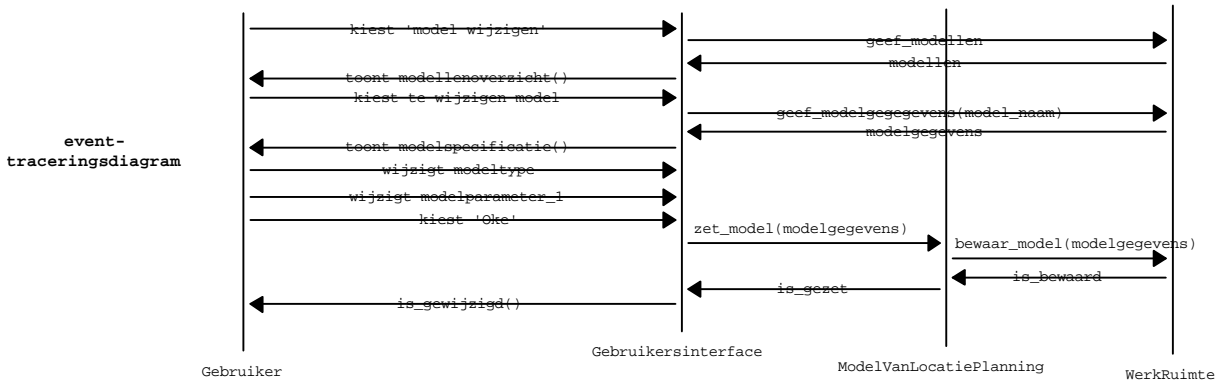 kiest 'model wijzigen'
geef_modellen
modellen
toont modellenoverzicht()
kiest te wijzigen model
geef_modelgegegevens(model_naam)
modelgegevens
event-
traceringsdiagram
toont modelspecificatie()
wijzigt modeltype
wijzigt modelparameter_1
kiest 'Oke'
zet_model(modelgegevens)
bewaar_model(modelgegevens)
is_bewaard
is_gezet
is_gewijzigd()
Gebruikersinterface
ModelVanLocatiePlanning
Gebruiker
WerkRuimte